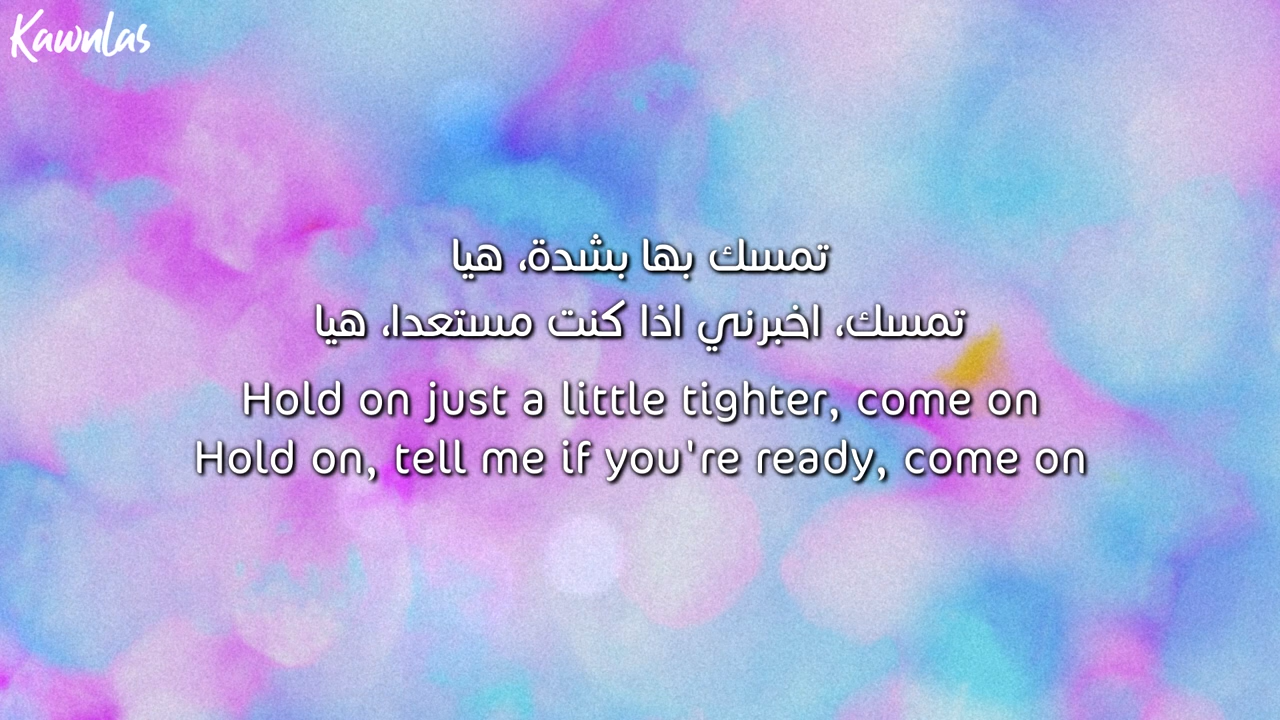 Kawnlas
تمسك بها بشدة، هيا
تمسك، اخبرني اذا كنت مستعدا، هيا
Hold on just a little tighter, come on
Hold on, tell me if you're ready, come on